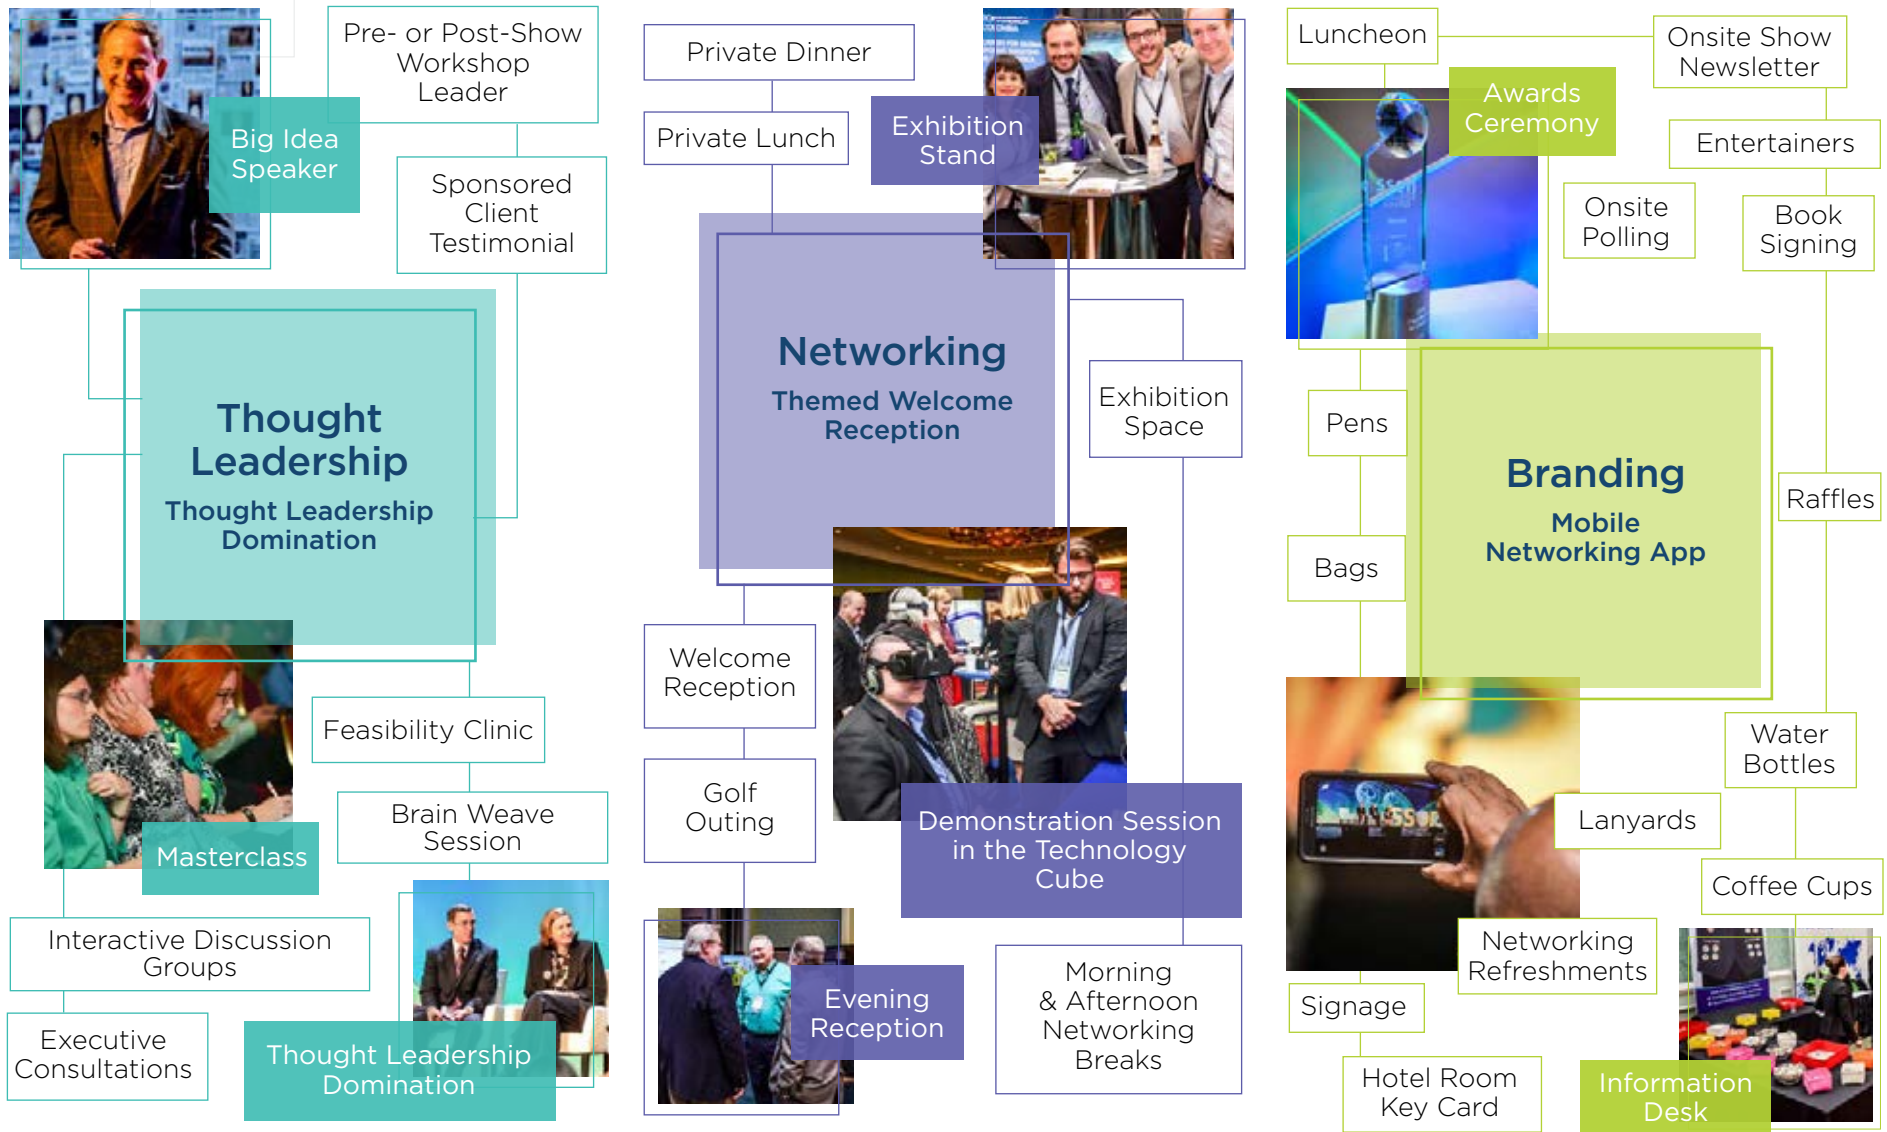 Big Idea
Speaker
Pre- or Post-Show
Workshop
Leader
Sponsored
Client
Testimonial
Thought
Leadership
Thought Leadership
Domination
Feasibility Clinic
Brain Weave
Session
Masterclass
Interactive Discussion
Groups
Executive
Consultations
Thought Leadership
Domination
Private Dinner
Private Lunch
Exhibition
Stand
Networking
Themed Welcome
Reception
Exhibition
Space
Welcome
Reception
Golf
Outing
Demonstration Session
in the Technology
Cube
Evening
Reception
Morning
& Afternoon
Networking
Breaks
Luncheon
Onsite Show
Newsletter
Awards
Ceremony
Entertainers
Onsite
Polling
Book
Signing
Pens
Branding
Mobile
Networking App
Raffles
Bags
Water
Bottles
Lanyards
Coffee Cups
Networking
Refreshments
Signage
Hotel Room
Key Card
Information
Desk